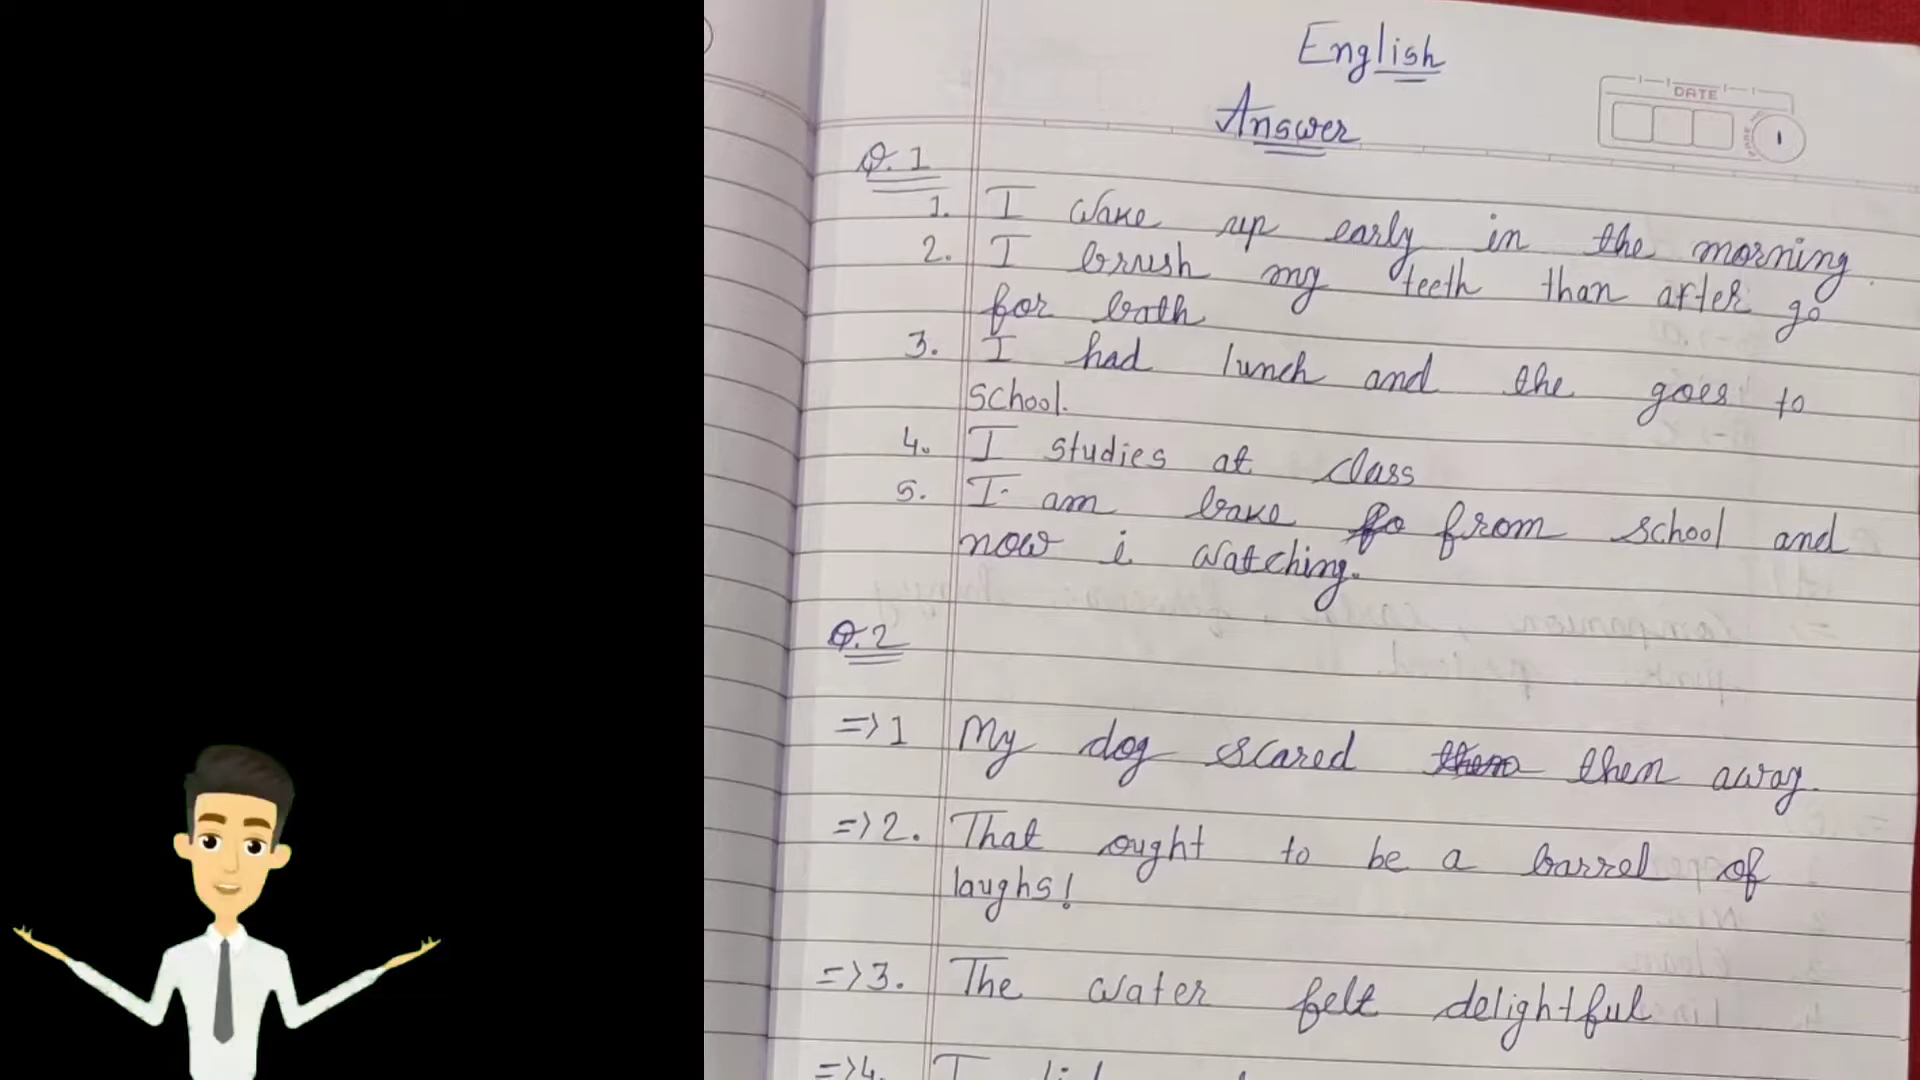 English
Answer
DATE
1
Q.1
1. I wake up early in the morning
2. I brush my teeth than after go
for bath
3. I had lunch and the goes to
school.
4. I studies at class
5. I am bake from school and
now i watching.
Q.2
=>1 My dog scared then away.
=>2. That ought to be a barrel of
laughs!
=>3. The water felt delightful
=>4. I